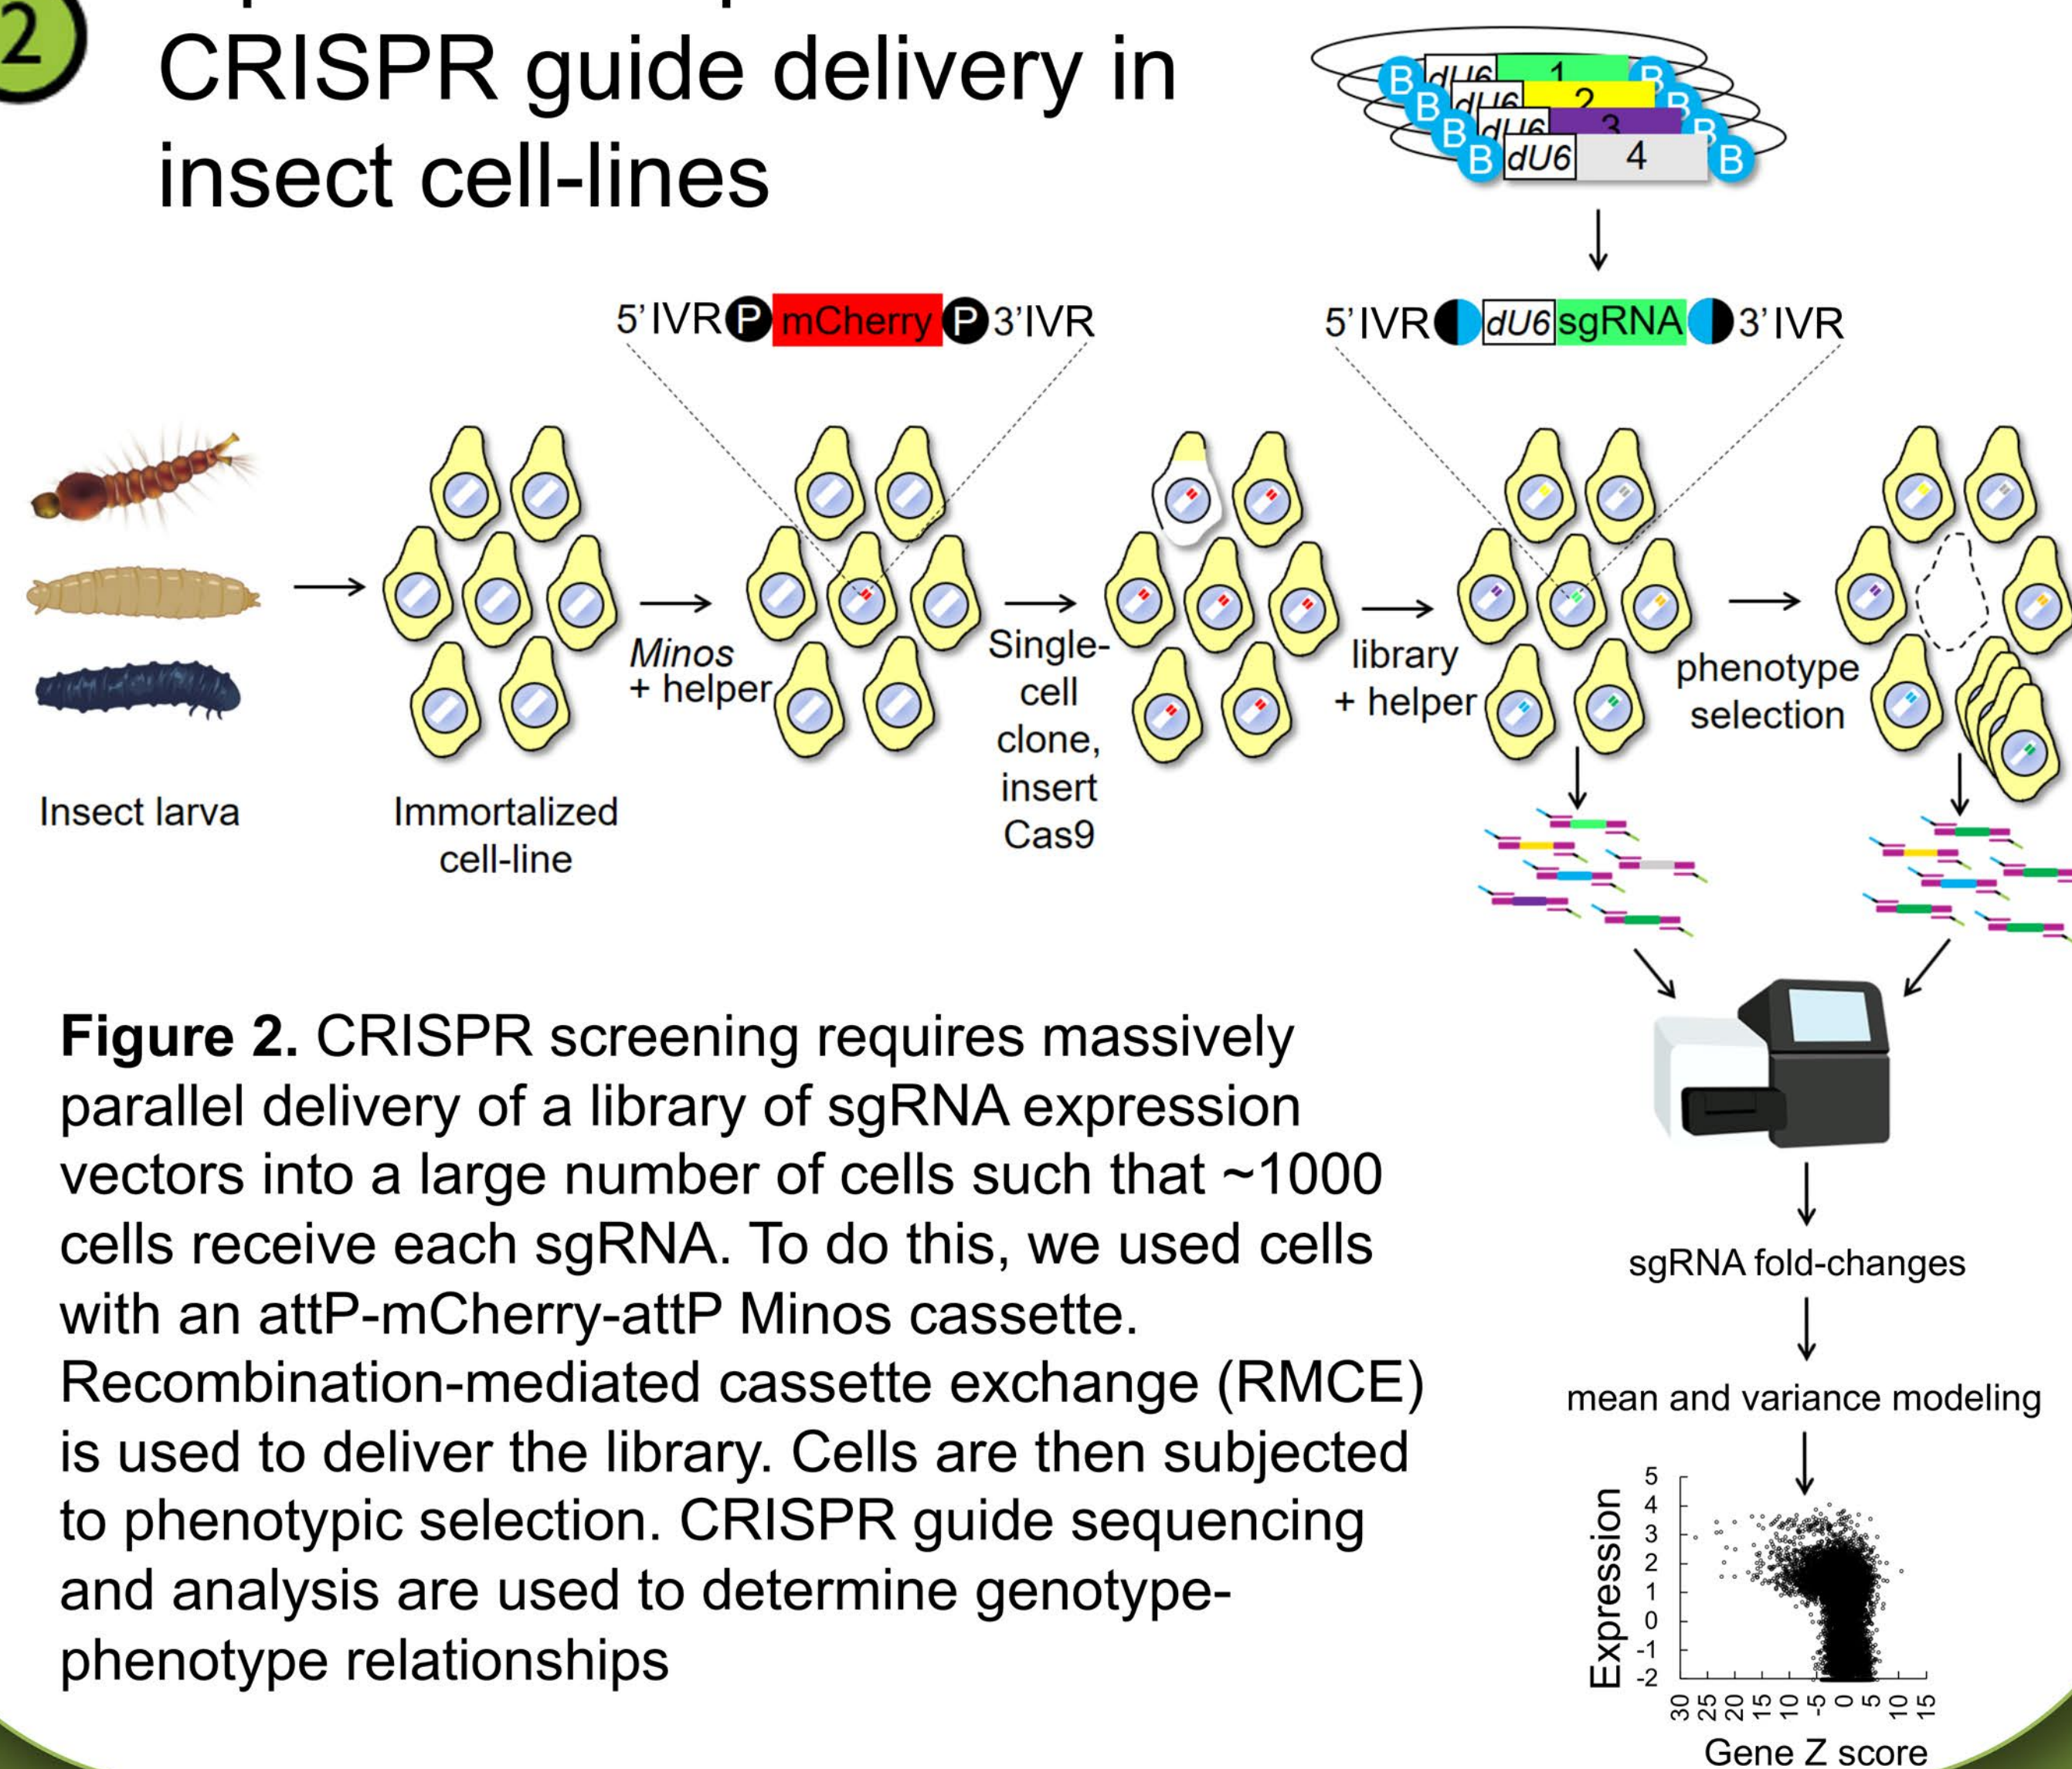 2
CRISPR guide delivery in
insect cell-lines
B dU6 1 B
B dU6 2 B
B dU6 3 B
B dU6 4 B
5' IVR P mCherry P 3'IVR
5' IVR dU6 sgRNA 3' IVR
Minos
+ helper
Single-
cell
clone,
insert
Cas9
library
+ helper
phenotype
selection
Insect larva
Immortalized
cell-line
Figure 2. CRISPR screening requires massively
parallel delivery of a library of sgRNA expression
vectors into a large number of cells such that ~1000
cells receive each sgRNA. To do this, we used cells
with an attP-mCherry-attP Minos cassette.
Recombination-mediated cassette exchange (RMCE)
is used to deliver the library. Cells are then subjected
to phenotypic selection. CRISPR guide sequencing
and analysis are used to determine genotype-
phenotype relationships
sgRNA fold-changes
mean and variance modeling
Expression
5
4
3
2
1
0
-1
-2
30 25 20 15 10 -5 0 5 10 15
Gene Z score